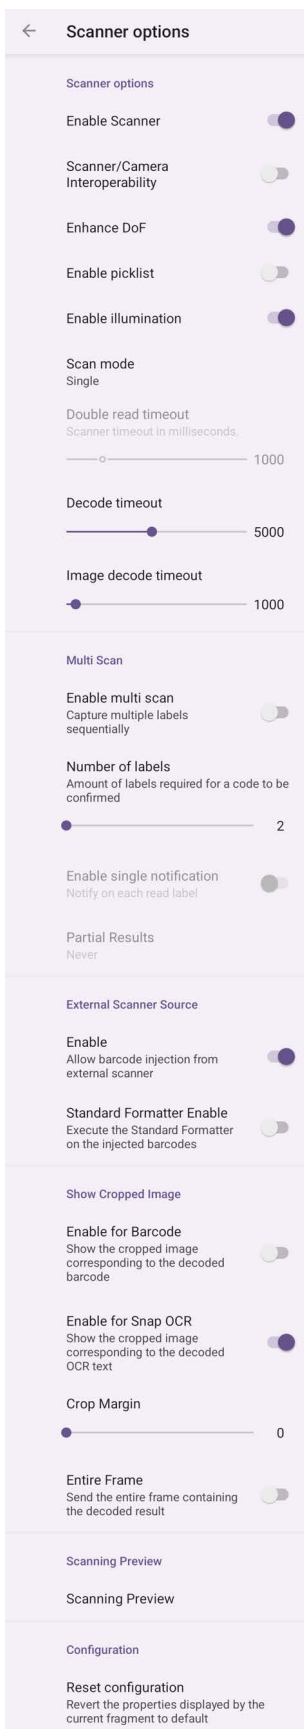 Scanner options
Scanner options
Enable Scanner
Scanner/Camera
Interoperability
Enhance DoF
Enable picklist
Enable illumination
Scan mode
Single
Double read timeout
Scanner timeout in milliseconds.
1000
Decode timeout
5000
Image decode timeout
1000
Multi Scan
Enable multi scan
Capture multiple labels
sequentially
Number of labels
Amount of labels required for a code to be
confirmed
2
Enable single notification
Notify on each read label
Partial Results
Never
External Scanner Source
Enable
Allow barcode injection from
external scanner
Standard Formatter Enable
Execute the Standard Formatter
on the injected barcodes
Show Cropped Image
Enable for Barcode
Show the cropped image
corresponding to the decoded
barcode
Enable for Snap OCR
Show the cropped image
corresponding to the decoded
OCR text
Crop Margin
0
Entire Frame
Send the entire frame containing
the decoded result
Scanning Preview
Scanning Preview
Configuration
Reset configuration
Revert the properties displayed by the
current fragment to default